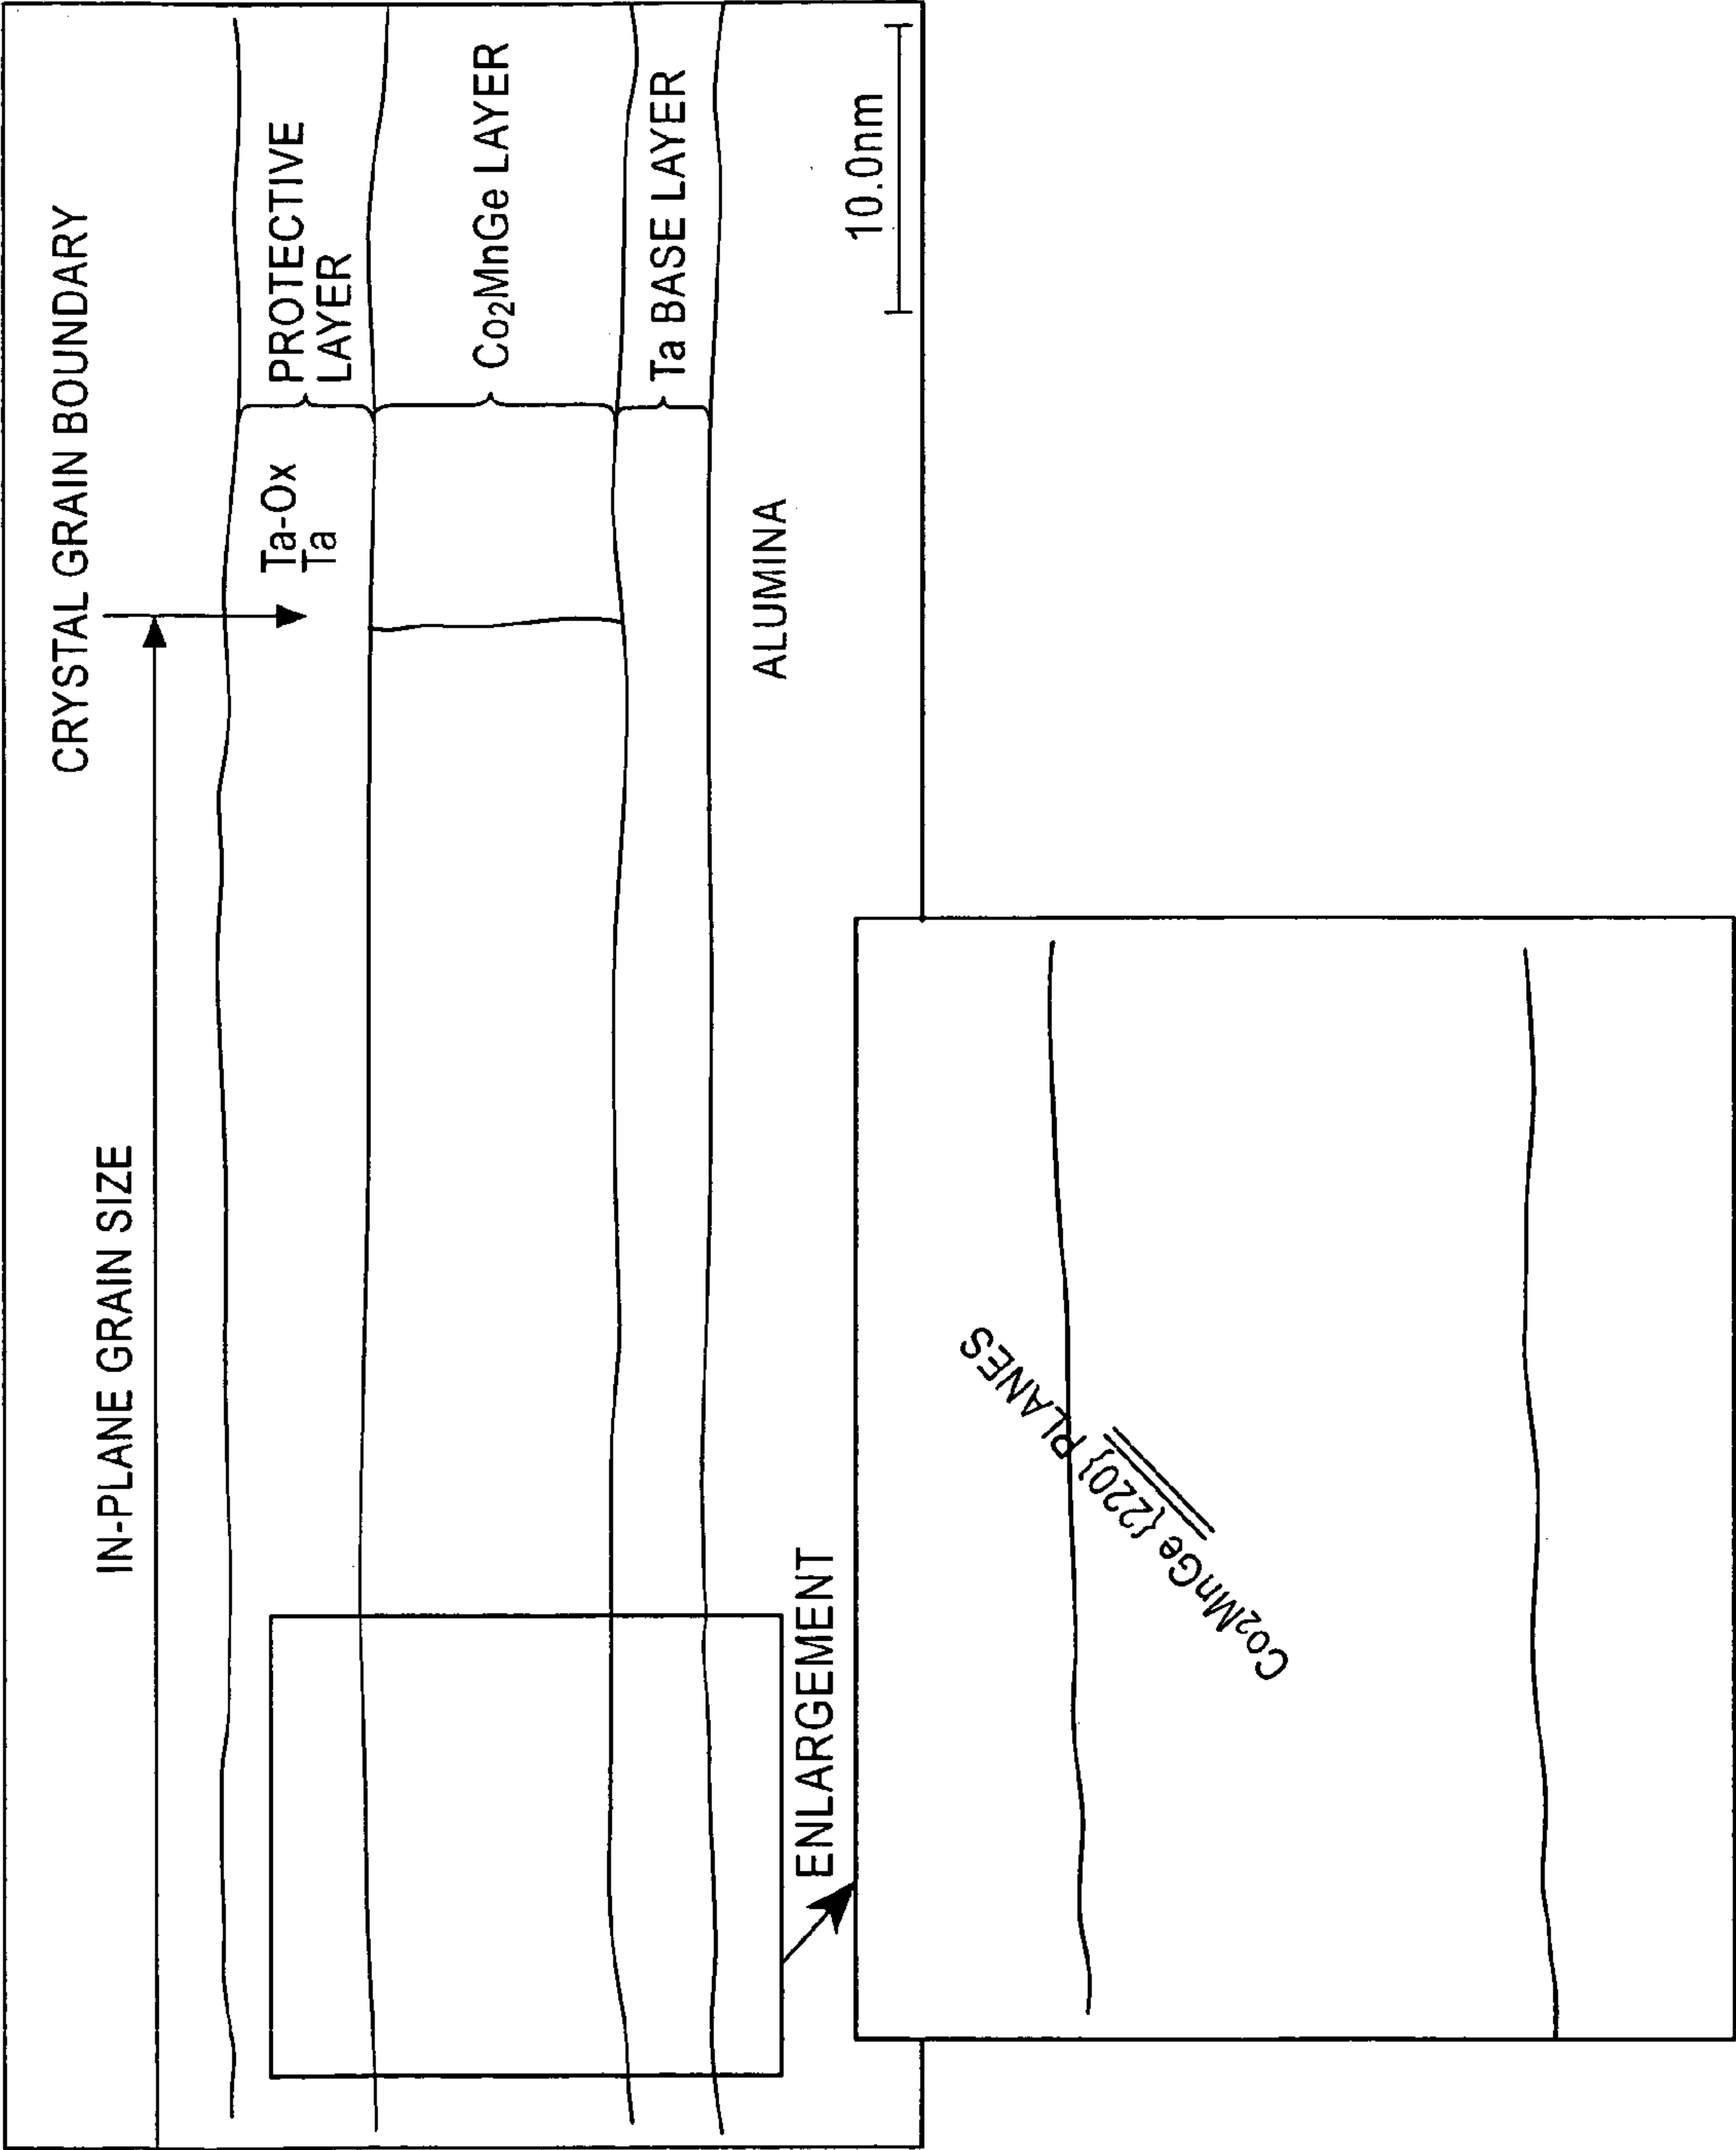 CRYSTAL GRAIN BOUNDARY
IN-PLANE GRAIN SIZE
Ta-Ox
Ta
PROTECTIVE
LAYER
Co2MnGe LAYER
Ta BASE LAYER
ALUMINA
10.0nm
ENLARGEMENT
Co2MnGe {220} PLANES